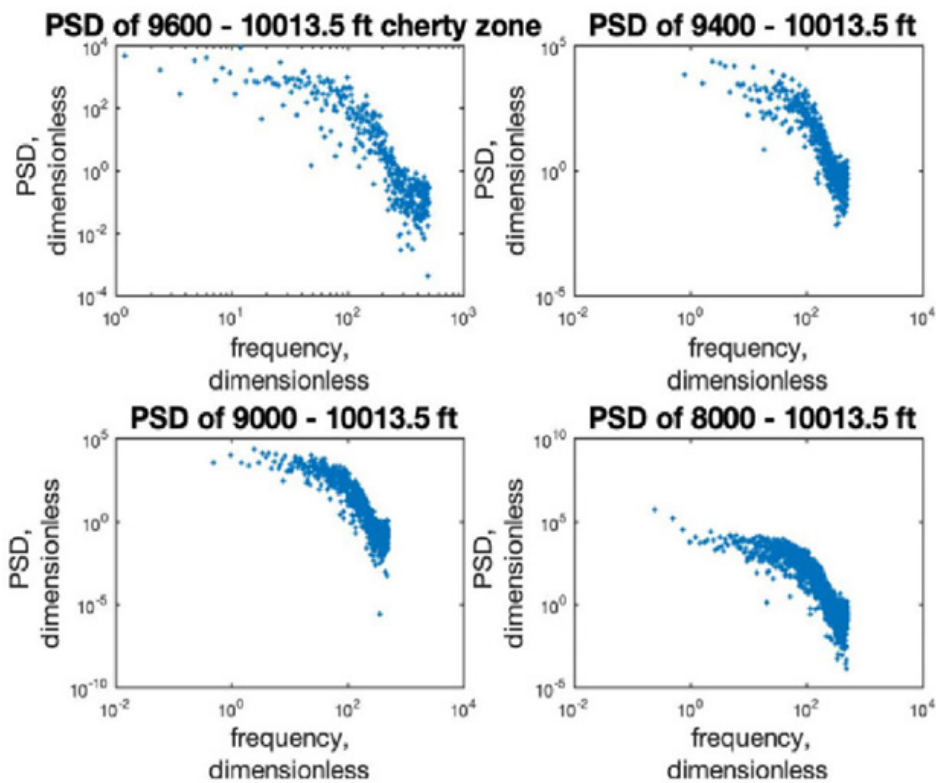 PSD of 9600 - 10013.5 ft cherty zone
10^4
10^2
10^0
10^-2
10^-4
PSD,
dimensionless
10^0
10^1
10^2
10^3
frequency,
dimensionless
PSD of 9400 - 10013.5 ft
10^5
10^0
10^-5
PSD,
dimensionless
10^-2
10^0
10^2
10^4
frequency,
dimensionless
PSD of 9000 - 10013.5 ft
10^5
10^0
10^-5
10^-10
PSD,
dimensionless
10^-2
10^0
10^2
10^4
frequency,
dimensionless
PSD of 8000 - 10013.5 ft
10^10
10^5
10^0
10^-5
PSD,
dimensionless
10^-2
10^0
10^2
10^4
frequency,
dimensionless